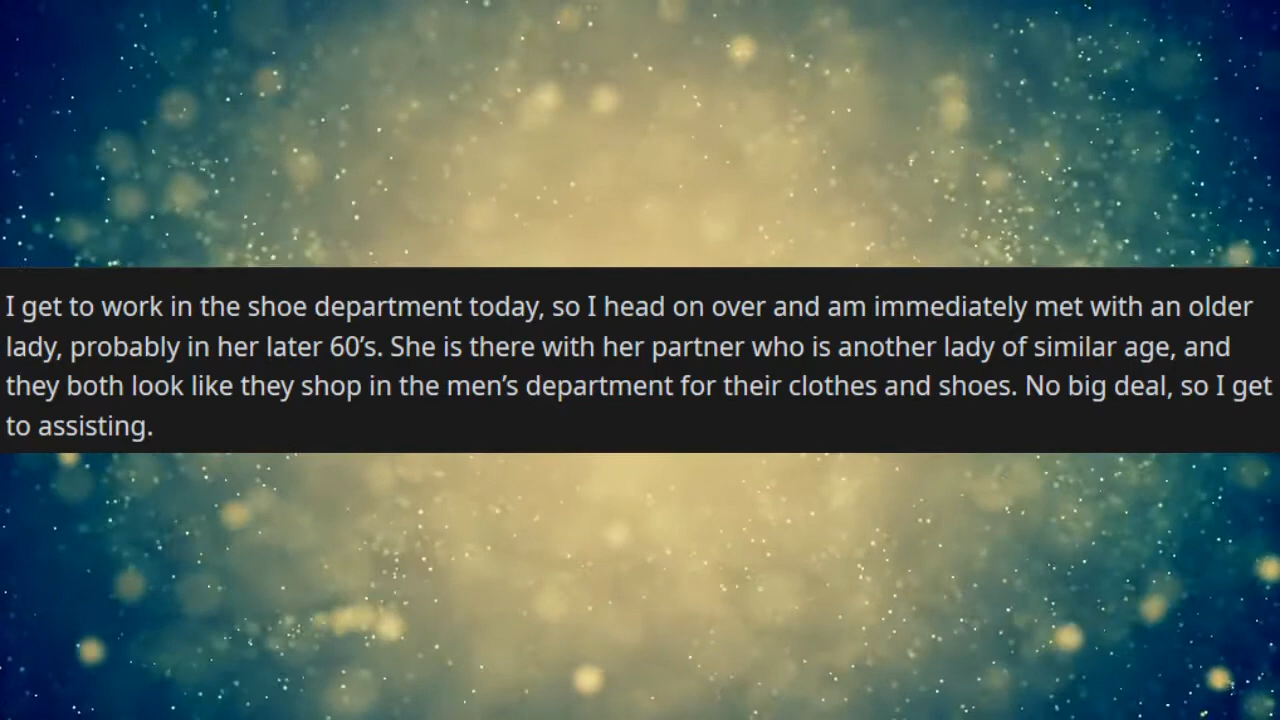 I get to work in the shoe department today, so I head on over and am immediately met with an older
lady, probably in her later 60’s. She is there with her partner who is another lady of similar age, and
they both look like they shop in the men’s department for their clothes and shoes. No big deal, so I get
to assisting.